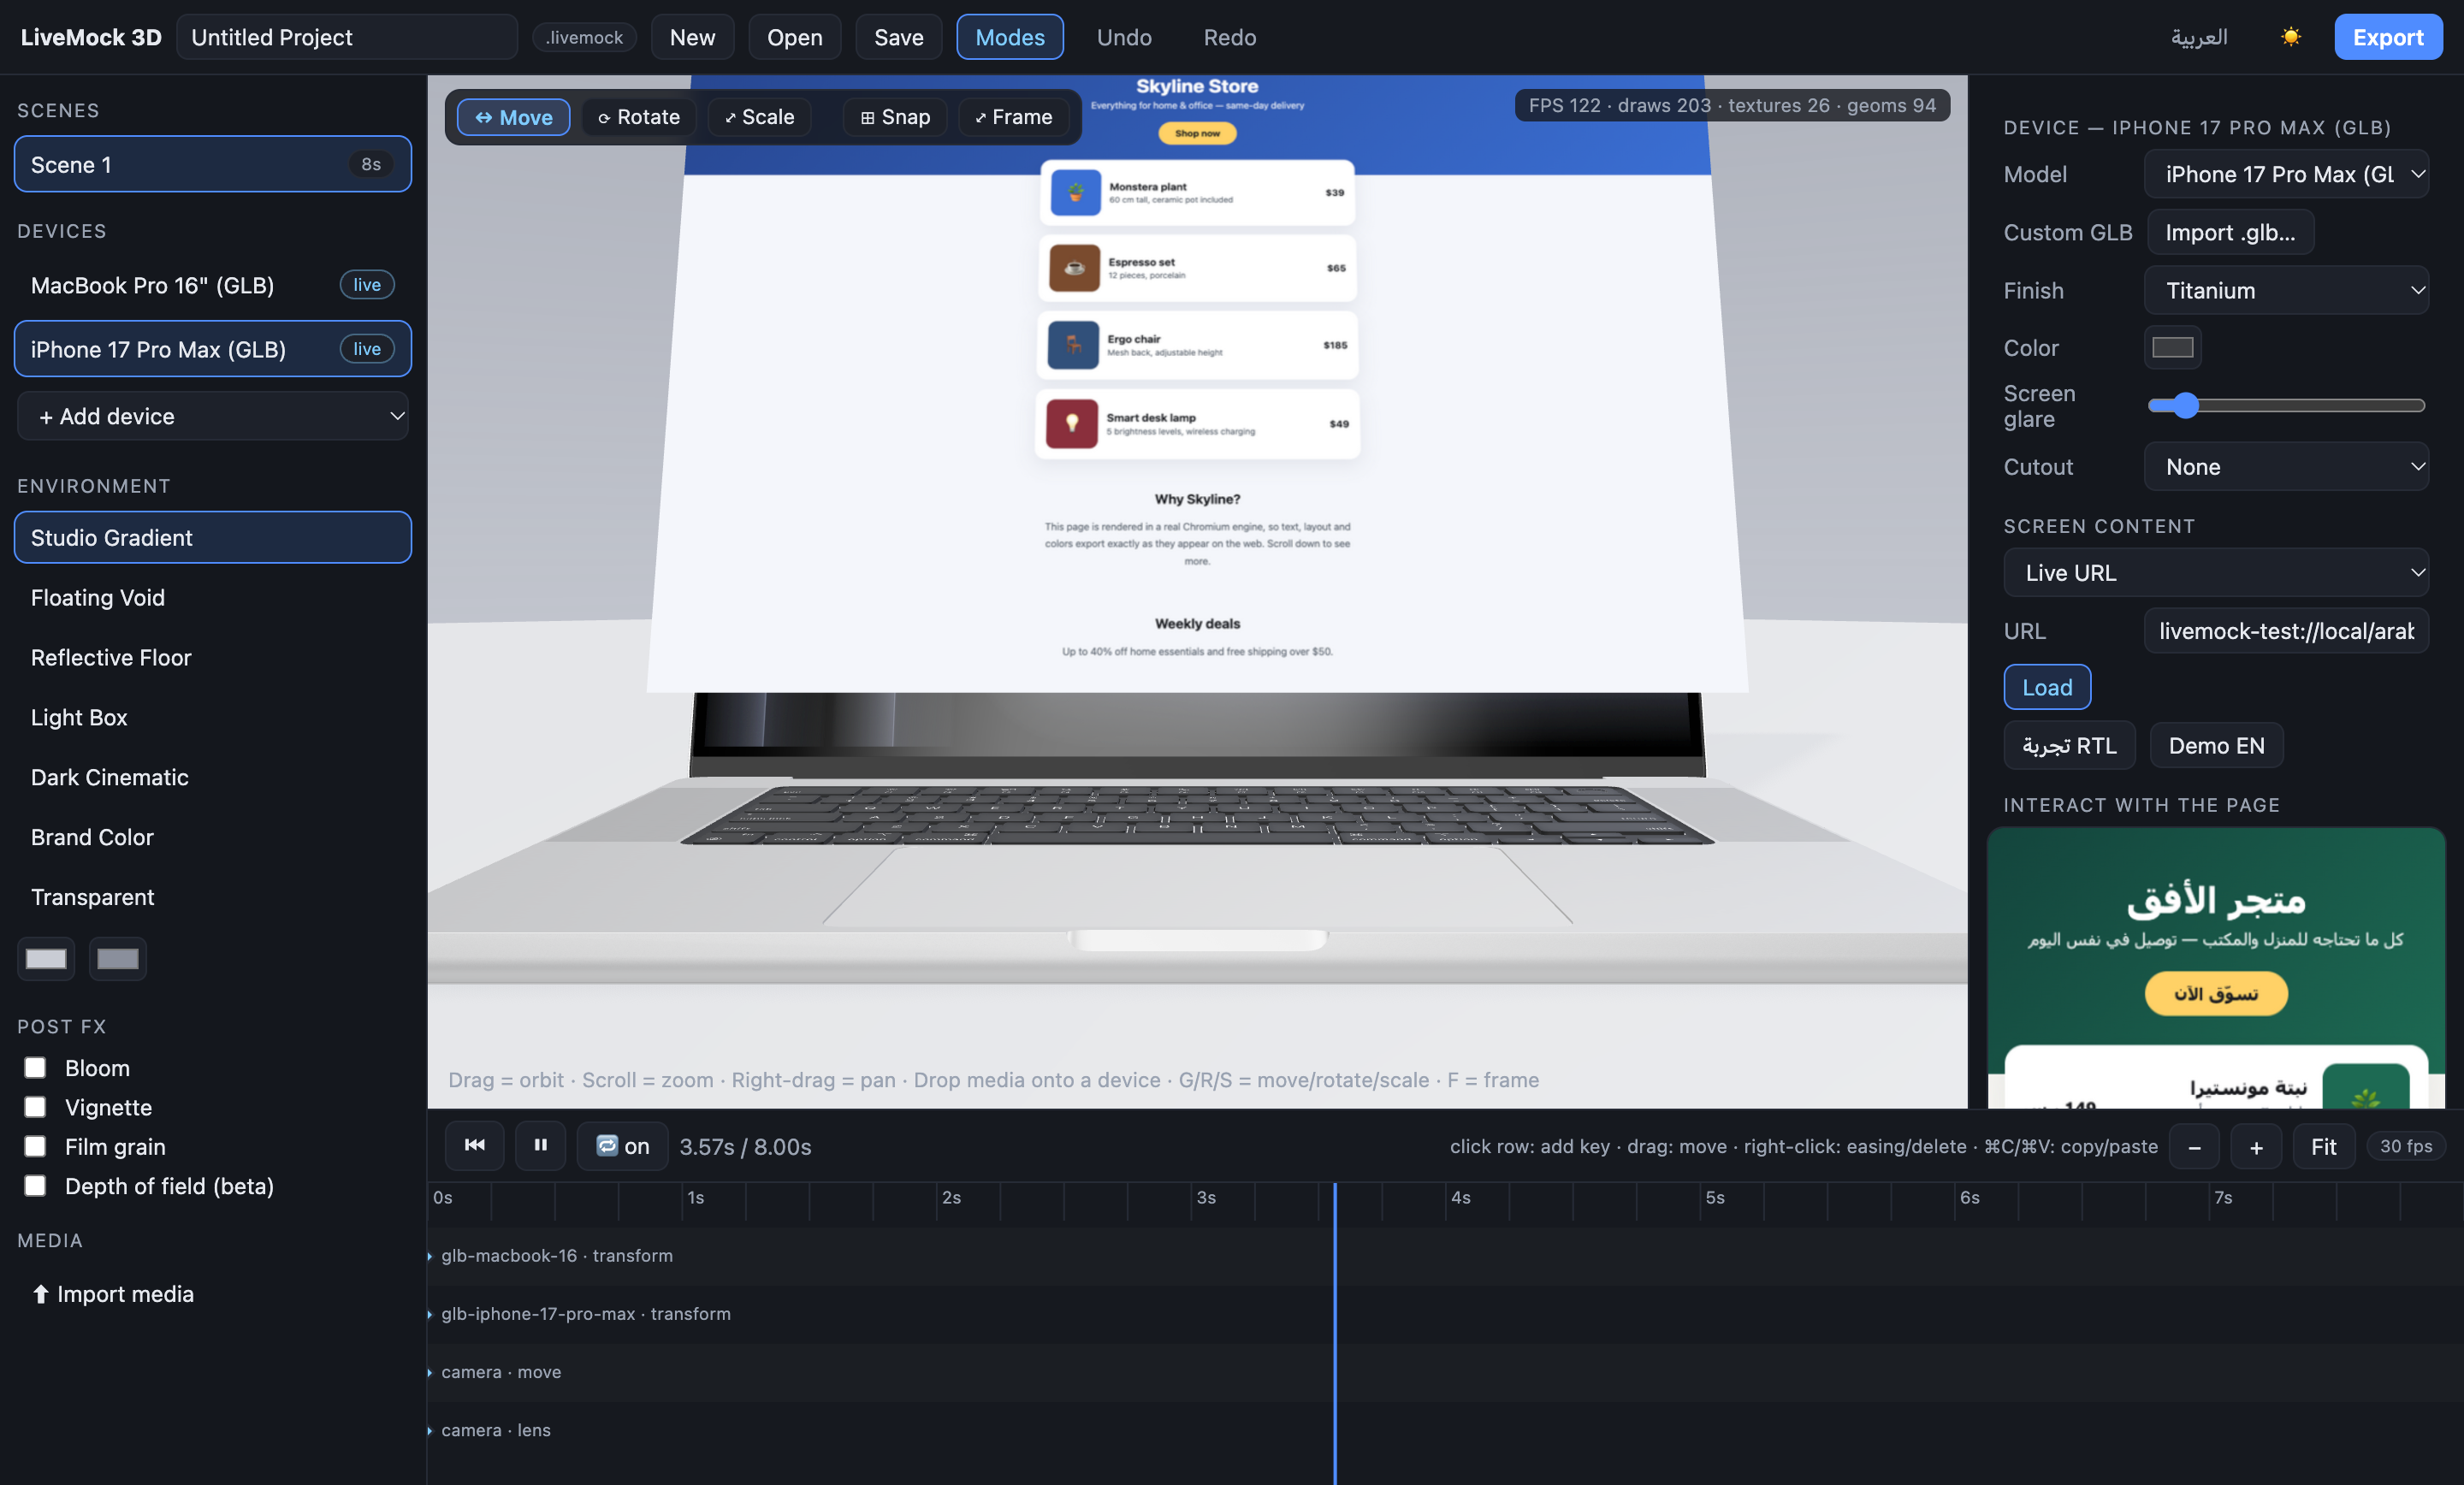 LiveMock 3D
Untitled Project
.livemock
New
Open
Save
Modes
Undo
Redo
العربية
Export
SCENES
Scene 1
8s
DEVICES
MacBook Pro 16" (GLB)
live
iPhone 17 Pro Max (GLB)
live
+ Add device
ENVIRONMENT
Studio Gradient
Floating Void
Reflective Floor
Light Box
Dark Cinematic
Brand Color
Transparent
POST FX
Bloom
Vignette
Film grain
Depth of field (beta)
MEDIA
Import media
Move
Rotate
Scale
Snap
Frame
FPS 122 · draws 203 · textures 26 · geoms 94
Skyline Store
Everything for home & office — same-day delivery
Shop now
Monstera plant
60 cm tall, ceramic pot included
$39
Espresso set
12 pieces, porcelain
$65
Ergo chair
Mesh back, adjustable height
$185
Smart desk lamp
5 brightness levels, wireless charging
$49
Why Skyline?
This page is rendered in a real Chromium engine, so text, layout and
colors export exactly as they appear on the web. Scroll down to see
more.
Weekly deals
Up to 40% off home essentials and free shipping over $50.
Drag = orbit · Scroll = zoom · Right-drag = pan · Drop media onto a device · G/R/S = move/rotate/scale · F = frame
DEVICE — IPHONE 17 PRO MAX (GLB)
Model
iPhone 17 Pro Max (GL
Custom GLB
Import .glb...
Finish
Titanium
Color
Screen
glare
Cutout
None
SCREEN CONTENT
Live URL
URL
livemock-test://local/arab
Load
تجربة RTL
Demo EN
INTERACT WITH THE PAGE
متجر الأفق
كل ما تحتاجه للمنزل والمكتب — توصيل في نفس اليوم
تسوّق الآن
نبتة مونستيرا
on
3.57s / 8.00s
click row: add key · drag: move · right-click: easing/delete · ⌘C/⌘V: copy/paste
−
+
Fit
30 fps
0s
1s
2s
3s
4s
5s
6s
7s
glb-macbook-16 · transform
glb-iphone-17-pro-max · transform
camera · move
camera · lens